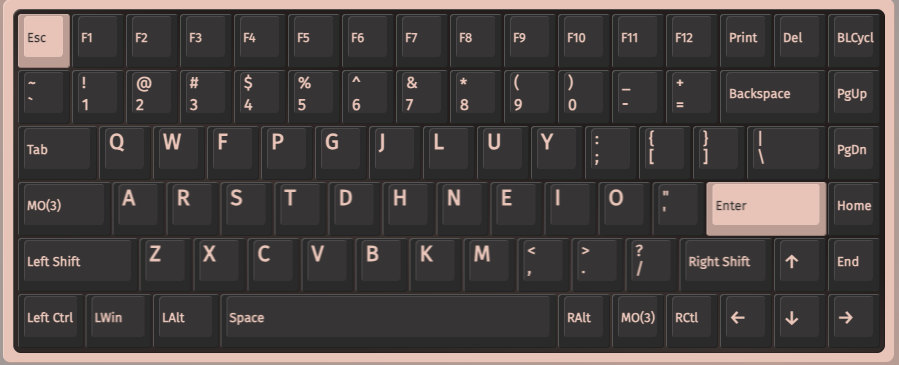 Esc F1 F2 F3 F4 F5 F6 F7 F8 F9 F10 F11 F12 Print Del BLCycl
~ ! @ # $ % ^ & * ( ) _ +
` 1 2 3 4 5 6 7 8 9 0 - = Backspace PgUp
Tab Q W F P G J L U Y : { } | PgDn
; [ ] \
MO(3) A R S T D H N E I O " Enter Home
'
Left Shift Z X C V B K M < > ? Right Shift ↑ End
, . /
Left Ctrl LWin LAlt Space RAlt MO(3) RCtl ← ↓ →